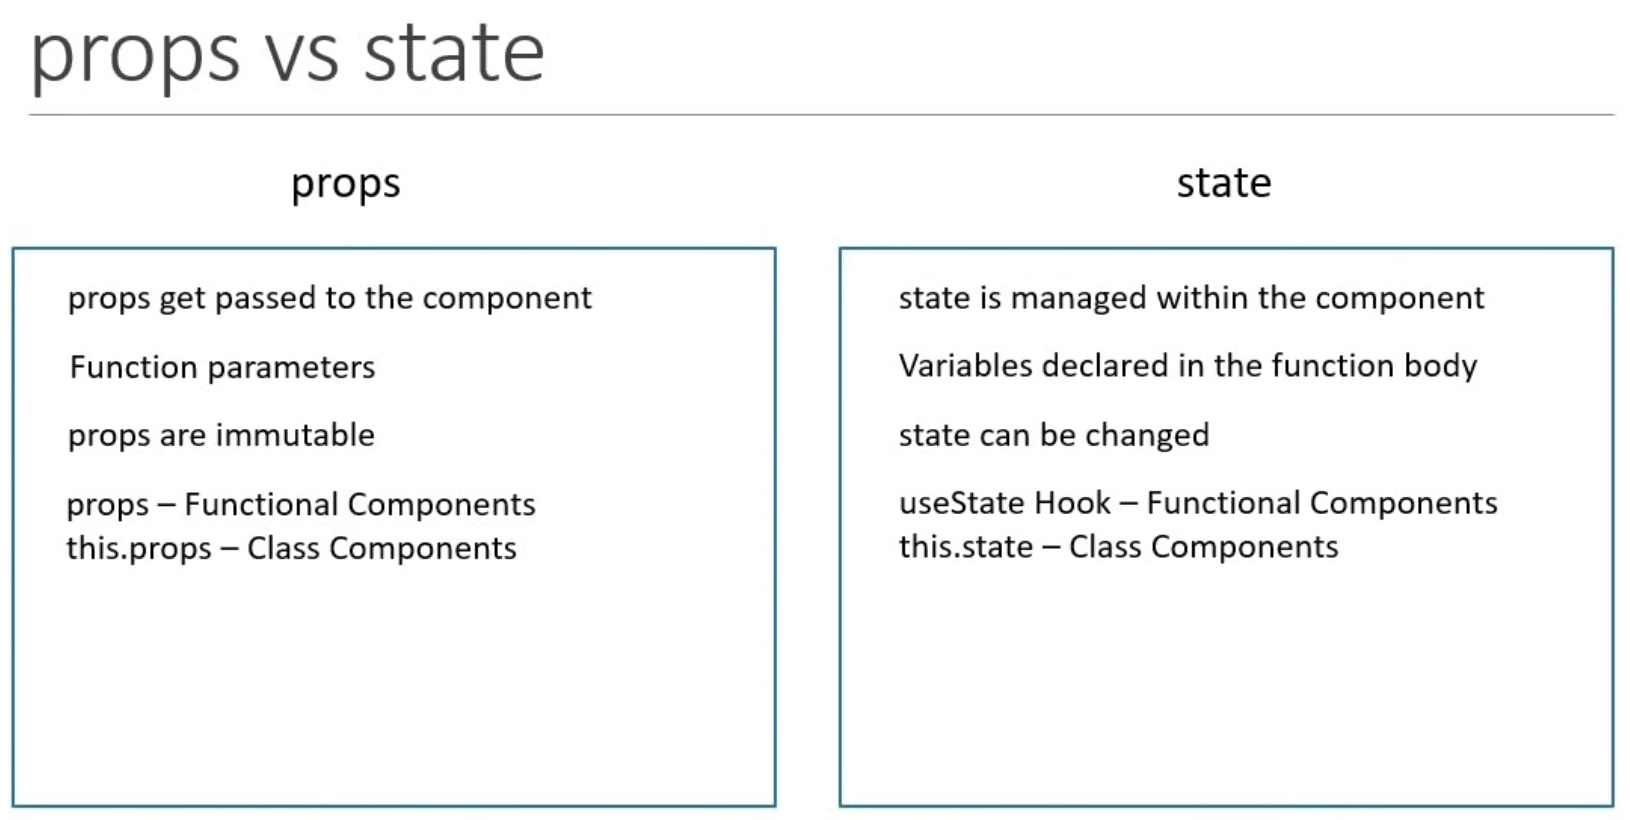 props vs state
props
state
props get passed to the component
Function parameters
props are immutable
props – Functional Components
this.props – Class Components
state is managed within the component
Variables declared in the function body
state can be changed
useState Hook – Functional Components
this.state – Class Components